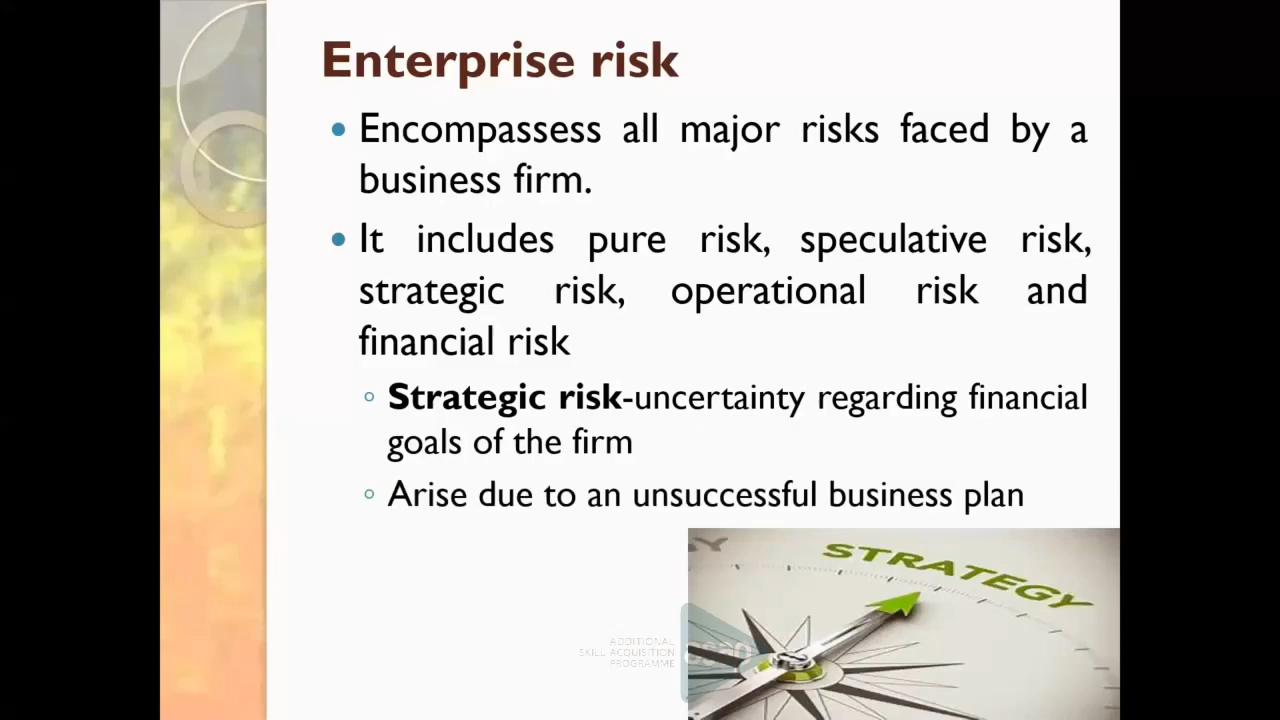 Enterprise risk
• Encompassess all major risks faced by a
business firm.
• It includes pure risk, speculative risk,
strategic risk, operational risk and
financial risk
◦ Strategic risk-uncertainty regarding financial
goals of the firm
◦ Arise due to an unsuccessful business plan
STRATEGY
ADDITIONAL
SKILL ACQUISITION
PROGRAMME
asap